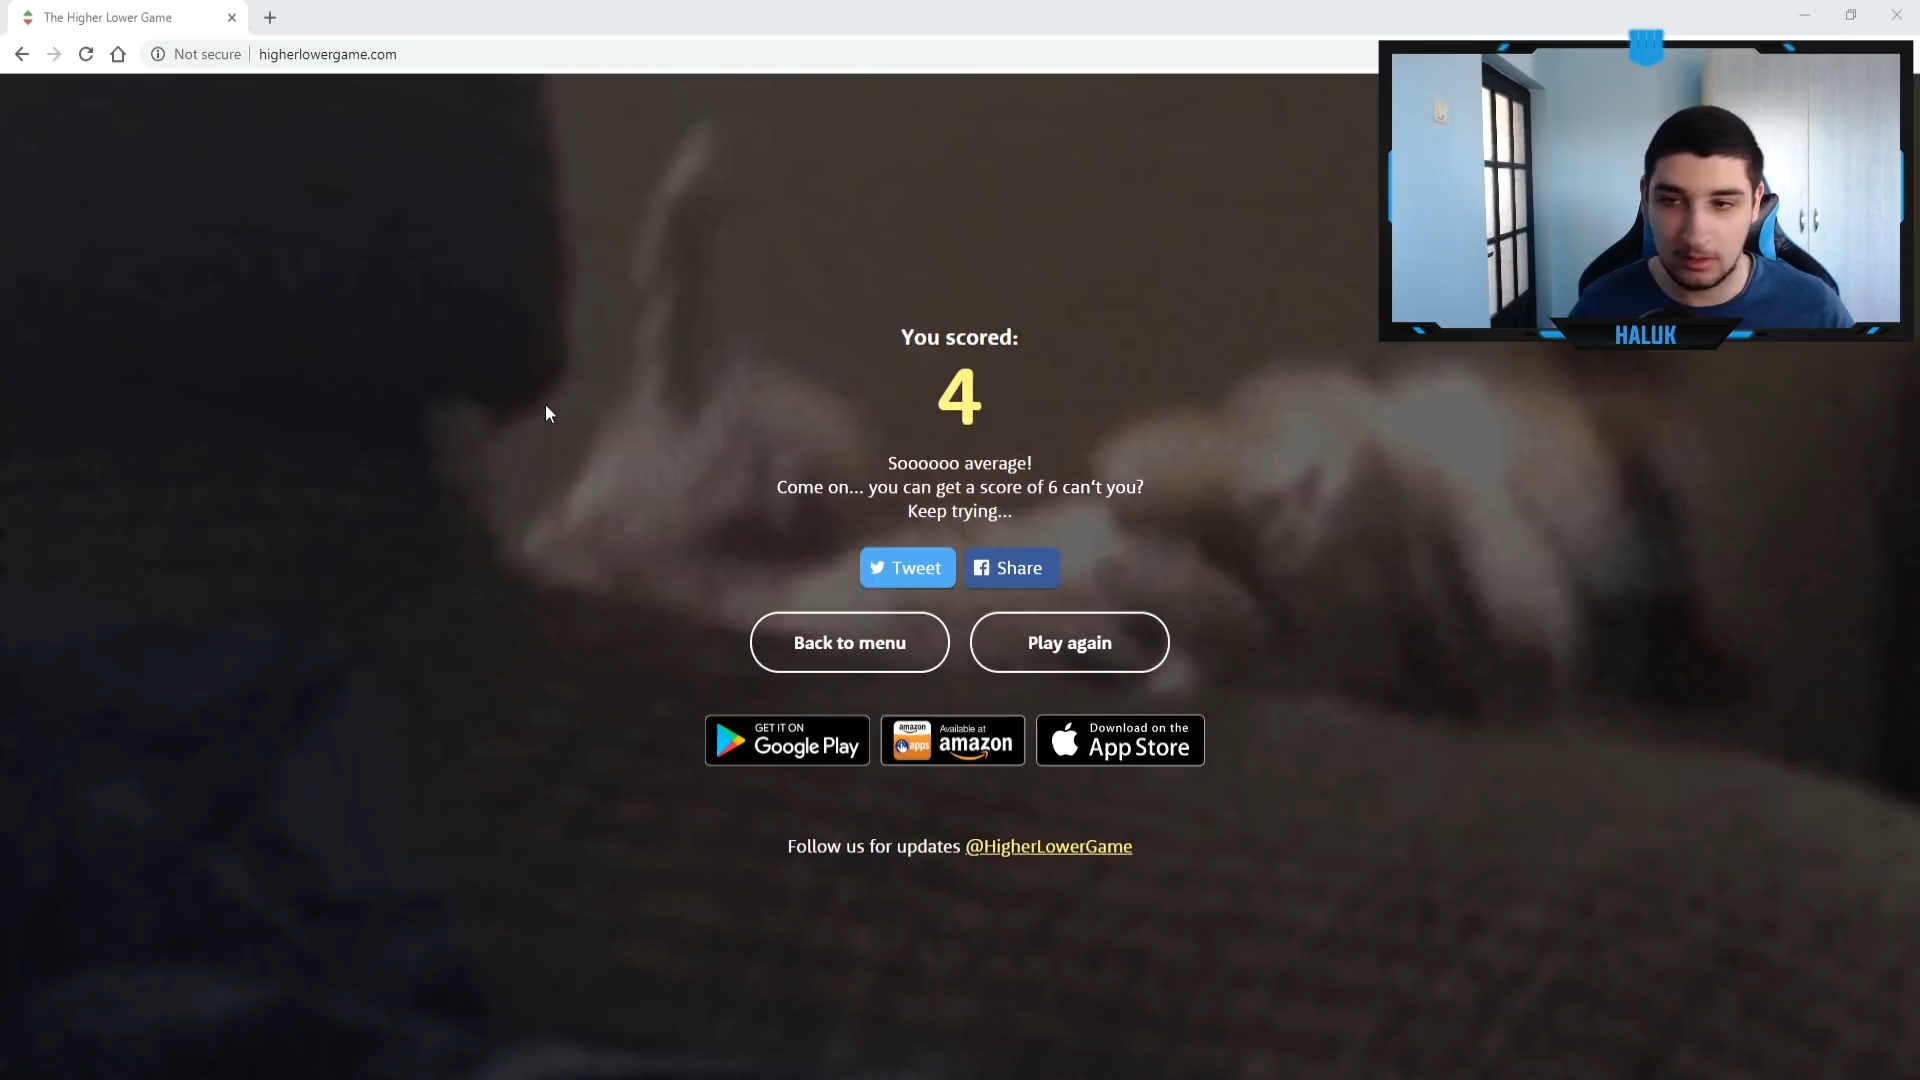 The Higher Lower Game
Not secure
higherlowergame.com
HALUK
You scored:
4
Soooooo average!
Come on... you can get a score of 6 can't you?
Keep trying...
Tweet
Share
Back to menu
Play again
GET IT ON
Google Play
amazon
apps
Available at
amazon
Download on the
App Store
Follow us for updates @HigherLowerGame